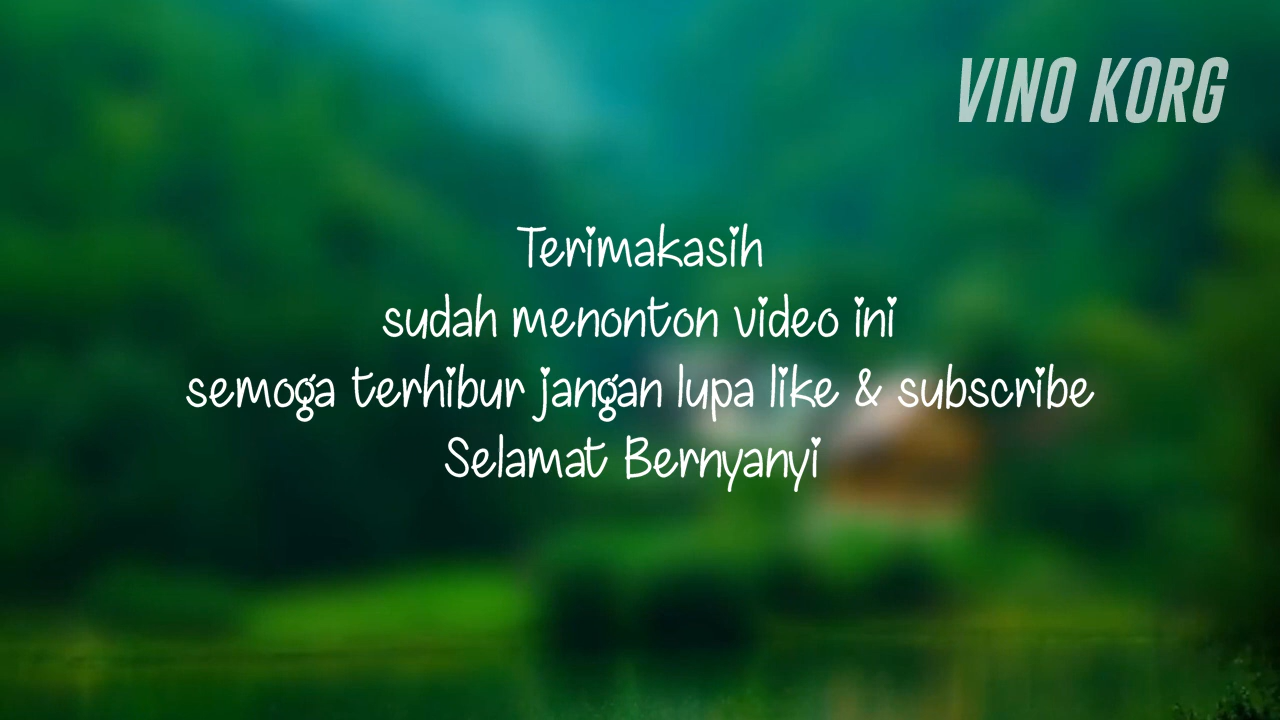 VINO KORG
Terimakasih
sudah menonton video ini
semoga terhibur jangan lupa like & subscribe
Selamat Bernyanyi